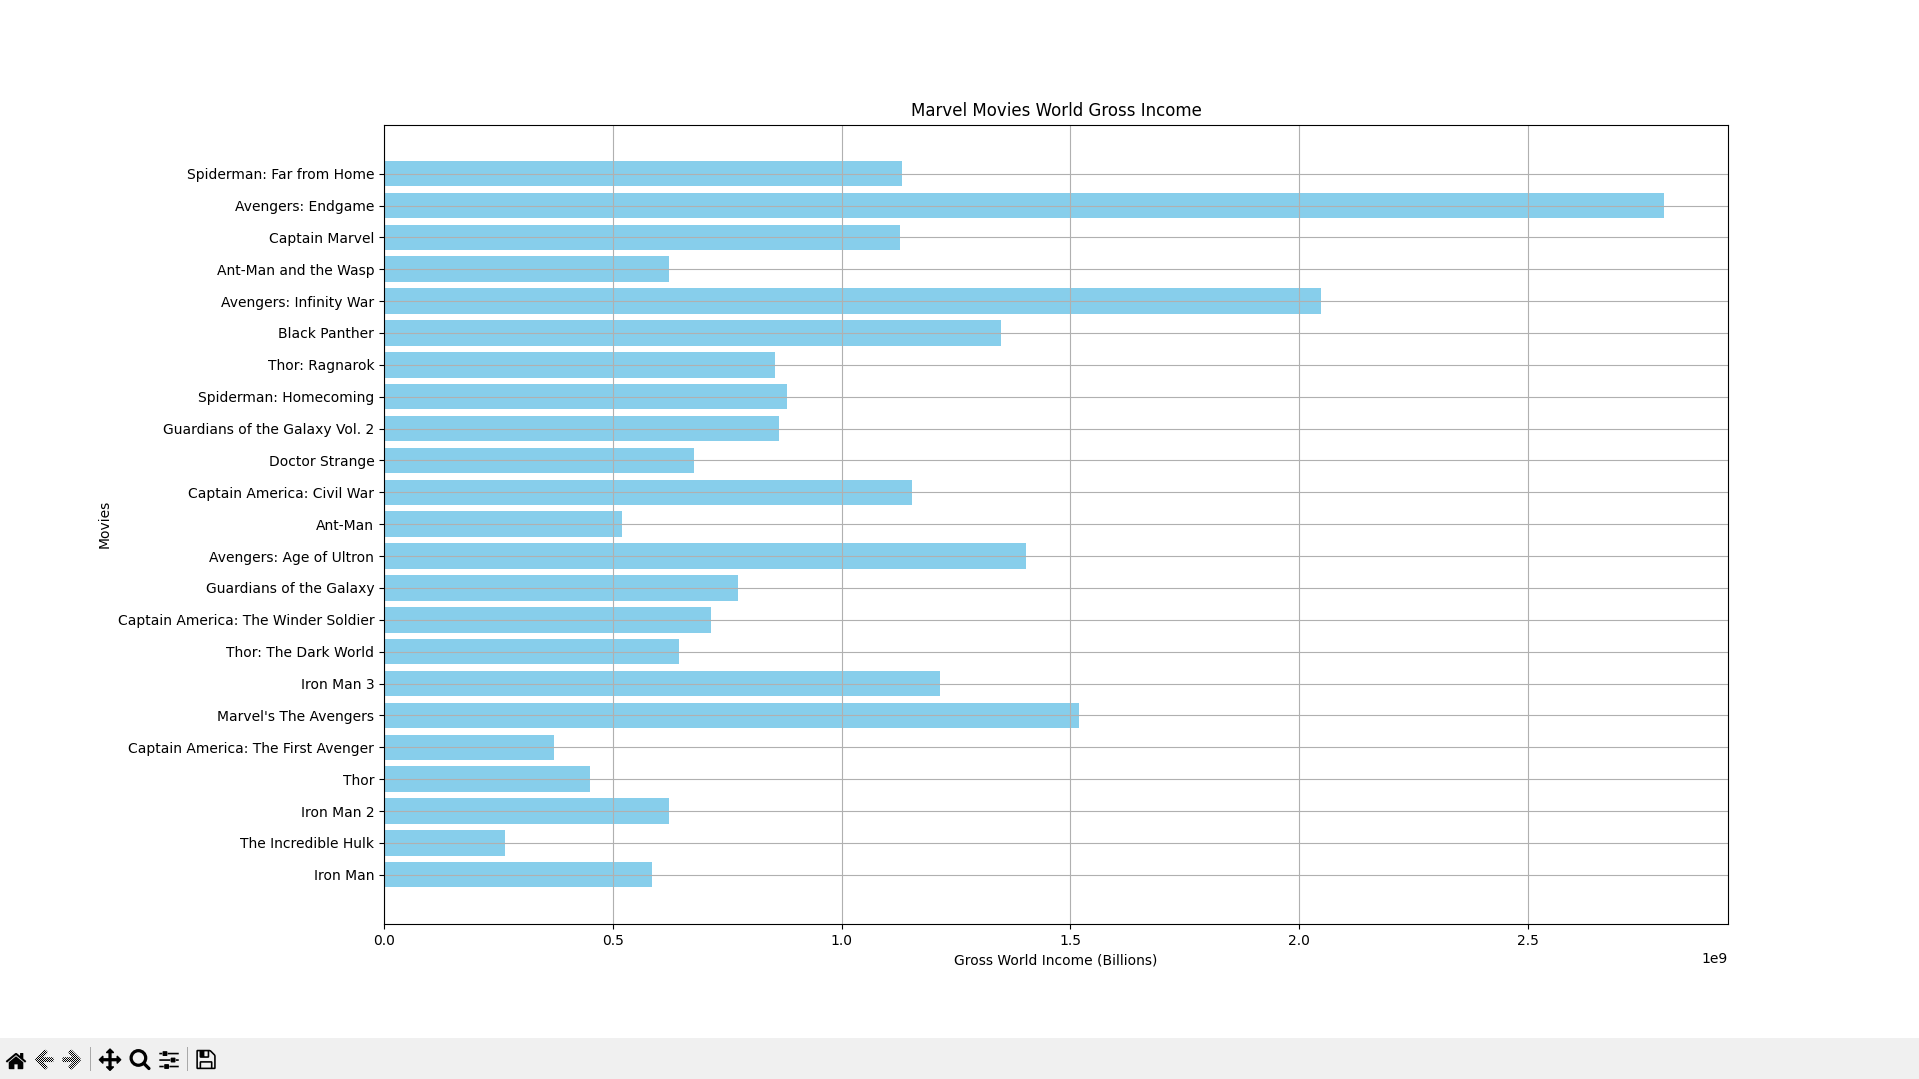 Marvel Movies World Gross Income
Spiderman: Far from Home
Avengers: Endgame
Captain Marvel
Ant-Man and the Wasp
Avengers: Infinity War
Black Panther
Thor: Ragnarok
Spiderman: Homecoming
Guardians of the Galaxy Vol. 2
Doctor Strange
Captain America: Civil War
Ant-Man
Avengers: Age of Ultron
Guardians of the Galaxy
Captain America: The Winder Soldier
Thor: The Dark World
Iron Man 3
Marvel's The Avengers
Captain America: The First Avenger
Thor
Iron Man 2
The Incredible Hulk
Iron Man
Movies
0.0 0.5 1.0 1.5 2.0 2.5
Gross World Income (Billions)
1e9